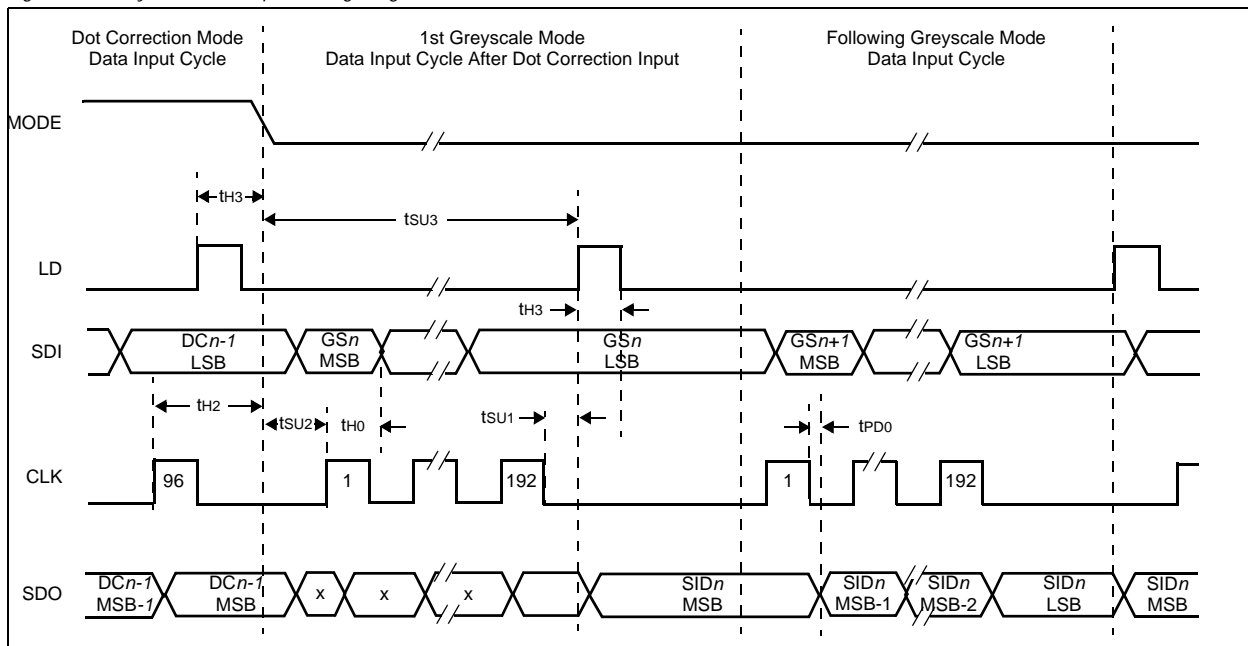 Dot Correction Mode
Data Input Cycle
1st Greyscale Mode
Data Input Cycle After Dot Correction Input
Following Greyscale Mode
Data Input Cycle
MODE
tH3
tSU3
LD
tH3
SDI
DCn-1
LSB
GSn
MSB
GSn
LSB
GSn+1
MSB
GSn+1
LSB
tH2
tSU2
tH0
tSU1
tPD0
CLK
96
1
192
1
192
SDO
DCn-1
MSB-1
DCn-1
MSB
x
x
x
SIDn
MSB
SIDn
MSB-1
SIDn
MSB-2
SIDn
LSB
SIDn
MSB